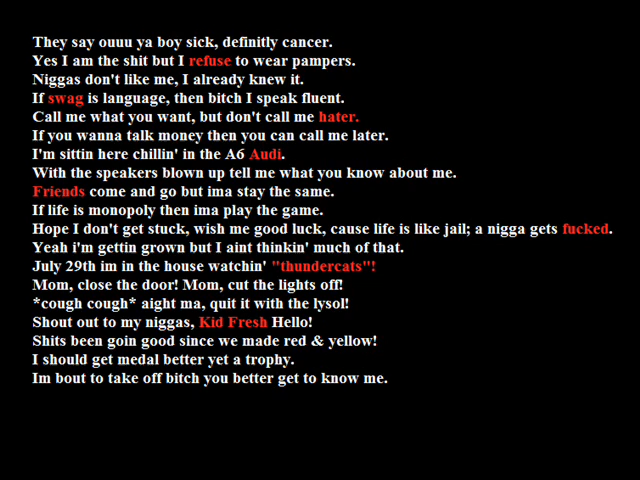 They say ouuu ya boy sick, definitly cancer.
Yes I am the shit but I refuse to wear pampers.
Niggas don't like me, I already knew it.
If swag is language, then bitch I speak fluent.
Call me what you want, but don't call me hater.
If you wanna talk money then you can call me later.
I'm sittin here chillin' in the A6 Audi.
With the speakers blown up tell me what you know about me.
Friends come and go but ima stay the same.
If life is monopoly then ima play the game.
Hope I don't get stuck, wish me good luck, cause life is like jail; a nigga gets fucked.
Yeah i'm gettin grown but I aint thinkin' much of that.
July 29th im in the house watchin' "thundercats"!
Mom, close the door! Mom, cut the lights off!
*cough cough* aight ma, quit it with the lysol!
Shout out to my niggas, Kid Fresh Hello!
Shits been goin good since we made red & yellow!
I should get medal better yet a trophy.
Im bout to take off bitch you better get to know me.